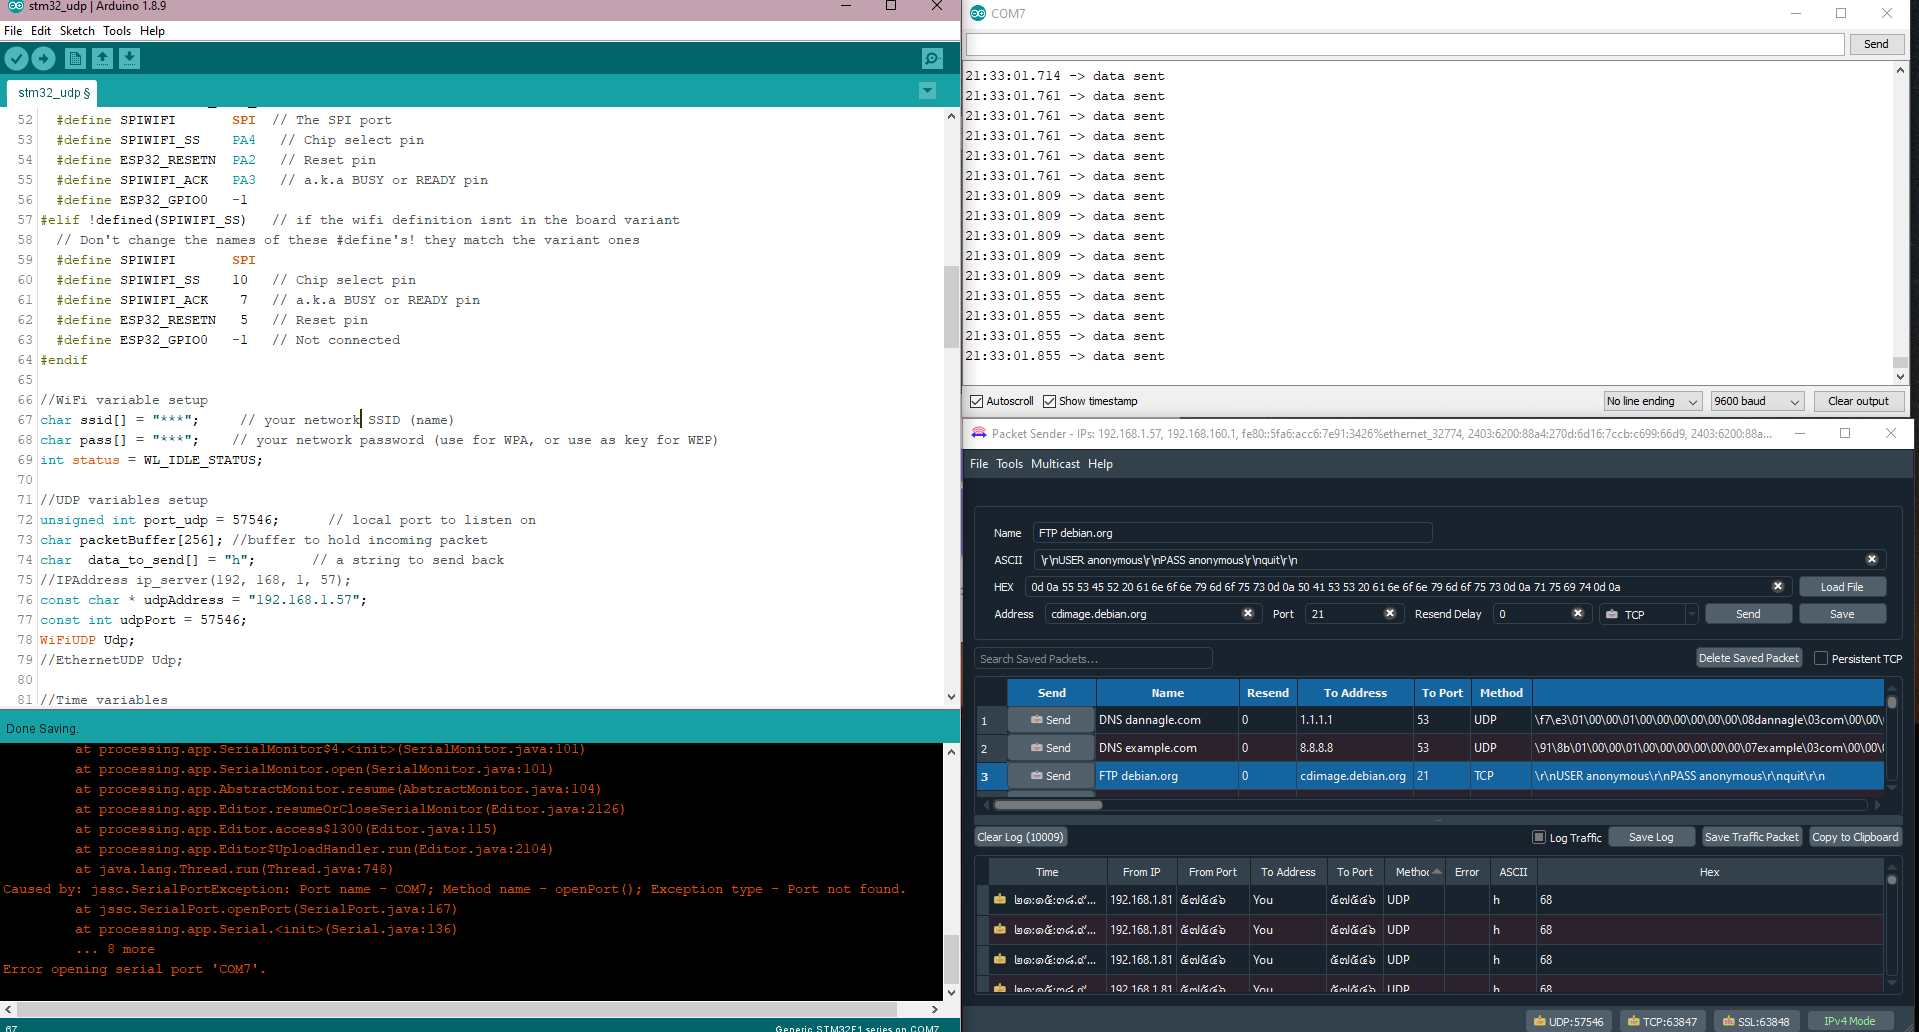 stm32_udp | Arduino 1.8.9
File Edit Sketch Tools Help
stm32_udp §
52 #define SPIWIFI SPI // The SPI port
53 #define SPIWIFI_SS PA4 // Chip select pin
54 #define ESP32_RESETN PA2 // Reset pin
55 #define SPIWIFI_ACK PA3 // a.k.a BUSY or READY pin
56 #define ESP32_GPIO0 -1
57 #elif !defined(SPIWIFI_SS) // if the wifi definition isnt in the board variant
58 // Don't change the names of these #define's! they match the variant ones
59 #define SPIWIFI SPI
60 #define SPIWIFI_SS 10 // Chip select pin
61 #define SPIWIFI_ACK 7 // a.k.a BUSY or READY pin
62 #define ESP32_RESETN 5 // Reset pin
63 #define ESP32_GPIO0 -1 // Not connected
64 #endif
65
66 //WiFi variable setup
67 char ssid[] = "***"; // your network SSID (name)
68 char pass[] = "***"; // your network password (use for WPA, or use as key for WEP)
69 int status = WL_IDLE_STATUS;
70
71 //UDP variables setup
72 unsigned int port_udp = 57546; // local port to listen on
73 char packetBuffer[256]; //buffer to hold incoming packet
74 char data_to_send[] = "h"; // a string to send back
75 //IPAddress ip_server(192, 168, 1, 57);
76 const char * udpAddress = "192.168.1.57";
77 const int udpPort = 57546;
78 WiFiUDP Udp;
79 //EthernetUDP Udp;
80
81 //Time variables
Done Saving.
at processing.app.SerialMonitor$4.<init>(SerialMonitor.java:101)
at processing.app.SerialMonitor.open(SerialMonitor.java:101)
at processing.app.AbstractMonitor.resume(AbstractMonitor.java:104)
at processing.app.Editor.resumeOrCloseSerialMonitor(Editor.java:2126)
at processing.app.Editor.access$1300(Editor.java:115)
at processing.app.Editor$UploadHandler.run(Editor.java:2104)
at java.lang.Thread.run(Thread.java:748)
Caused by: jssc.SerialPortException: Port name - COM7; Method name - openPort(); Exception type - Port not found.
at jssc.SerialPort.openPort(SerialPort.java:167)
at processing.app.Serial.<init>(Serial.java:136)
... 8 more
Error opening serial port 'COM7'.
67 Generic STM32F1 series on COM7
COM7
Send
21:33:01.714 -> data sent
21:33:01.761 -> data sent
21:33:01.761 -> data sent
21:33:01.761 -> data sent
21:33:01.761 -> data sent
21:33:01.761 -> data sent
21:33:01.809 -> data sent
21:33:01.809 -> data sent
21:33:01.809 -> data sent
21:33:01.809 -> data sent
21:33:01.809 -> data sent
21:33:01.855 -> data sent
21:33:01.855 -> data sent
21:33:01.855 -> data sent
21:33:01.855 -> data sent
Autoscroll Show timestamp No line ending 9600 baud Clear output
Packet Sender - IPs: 192.168.1.57, 192.168.160.1, fe80::5fa6:acc6:7e91:3426%ethernet_32774, 2403:6200:88a4:270d:6d16:7ccb:c699:66d9, 2403:6200:88a...
File Tools Multicast Help
Name FTP debian.org
ASCII \r\nUSER anonymous\r\nPASS anonymous\r\nquit\r\n
HEX 0d 0a 55 53 45 52 20 61 6e 6f 6e 79 6d 6f 75 73 0d 0a 50 41 53 53 20 61 6e 6f 6e 79 6d 6f 75 73 0d 0a 71 75 69 74 0d 0a Load File
Address cdimage.debian.org Port 21 Resend Delay 0 TCP Send Save
Search Saved Packets... Delete Saved Packet Persistent TCP
Send Name Resend To Address To Port Method
1 Send DNS dannagle.com 0 1.1.1.1 53 UDP \f7\e3\01\00\00\01\00\00\00\00\00\00\08dannagle\03com\00\00\0
2 Send DNS example.com 0 8.8.8.8 53 UDP \91\8b\01\00\00\01\00\00\00\00\00\00\07example\03com\00\00\0
3 Send FTP debian.org 0 cdimage.debian.org 21 TCP \r\nUSER anonymous\r\nPASS anonymous\r\nquit\r\n
Clear Log (10009) Log Traffic Save Log Save Traffic Packet Copy to Clipboard
Time From IP From Port To Address To Port Method Error ASCII Hex
๒๑:๑๕:๓๘.๙... 192.168.1.81 ๕๗๕๔๖ You ๕๗๕๔๖ UDP h 68
๒๑:๑๕:๓๘.๙... 192.168.1.81 ๕๗๕๔๖ You ๕๗๕๔๖ UDP h 68
๒๑:๑๕:๓๘.๙... 192.168.1.81 ๕๗๕๔๖ You ๕๗๕๔๖ UDP h 68
๒๑:๑๕:๓๘.๙... 192.168.1.81 ๕๗๕๔๖ You ๕๗๕๔๖ UDP h 68
UDP:57546 TCP:63847 SSL:63848 IPv4 Mode